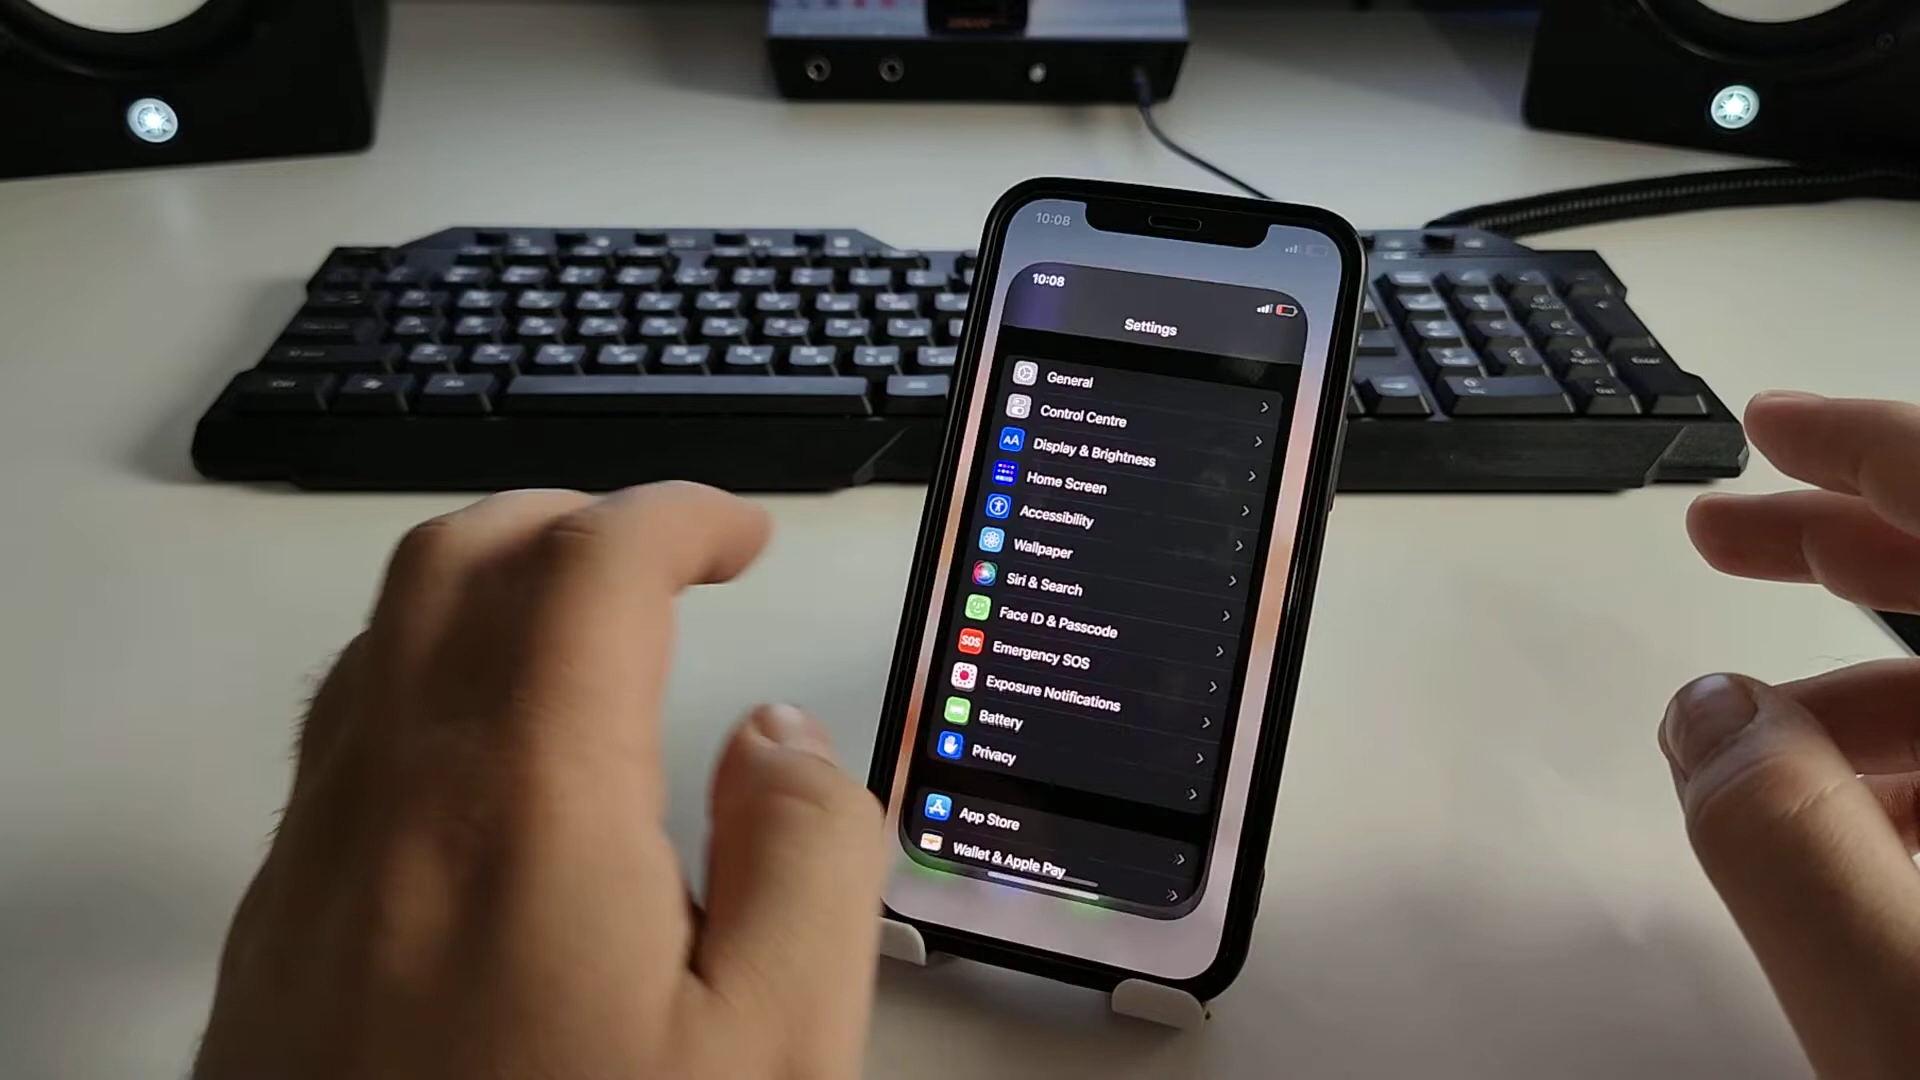 10:08
10:08
Settings
General
Control Centre
AA
Display & Brightness
Home Screen
Accessibility
Wallpaper
Siri & Search
Face ID & Passcode
SOS
Emergency SOS
Exposure Notifications
Battery
Privacy
App Store
Wallet & Apple Pay